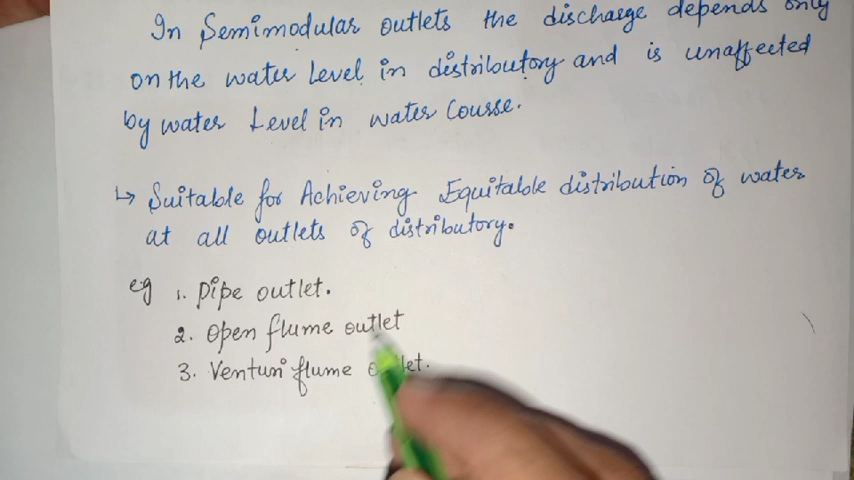 In Semimodular outlets the discharge depends only
on the water Level in distributory and is unaffected
by water Level in water Course.
↳ Suitable for Achieving Equitable distribution of water
at all outlets of distributory.
eg 1. pipe outlet.
2. Open flume outlet
3. Venturi flume outlet.